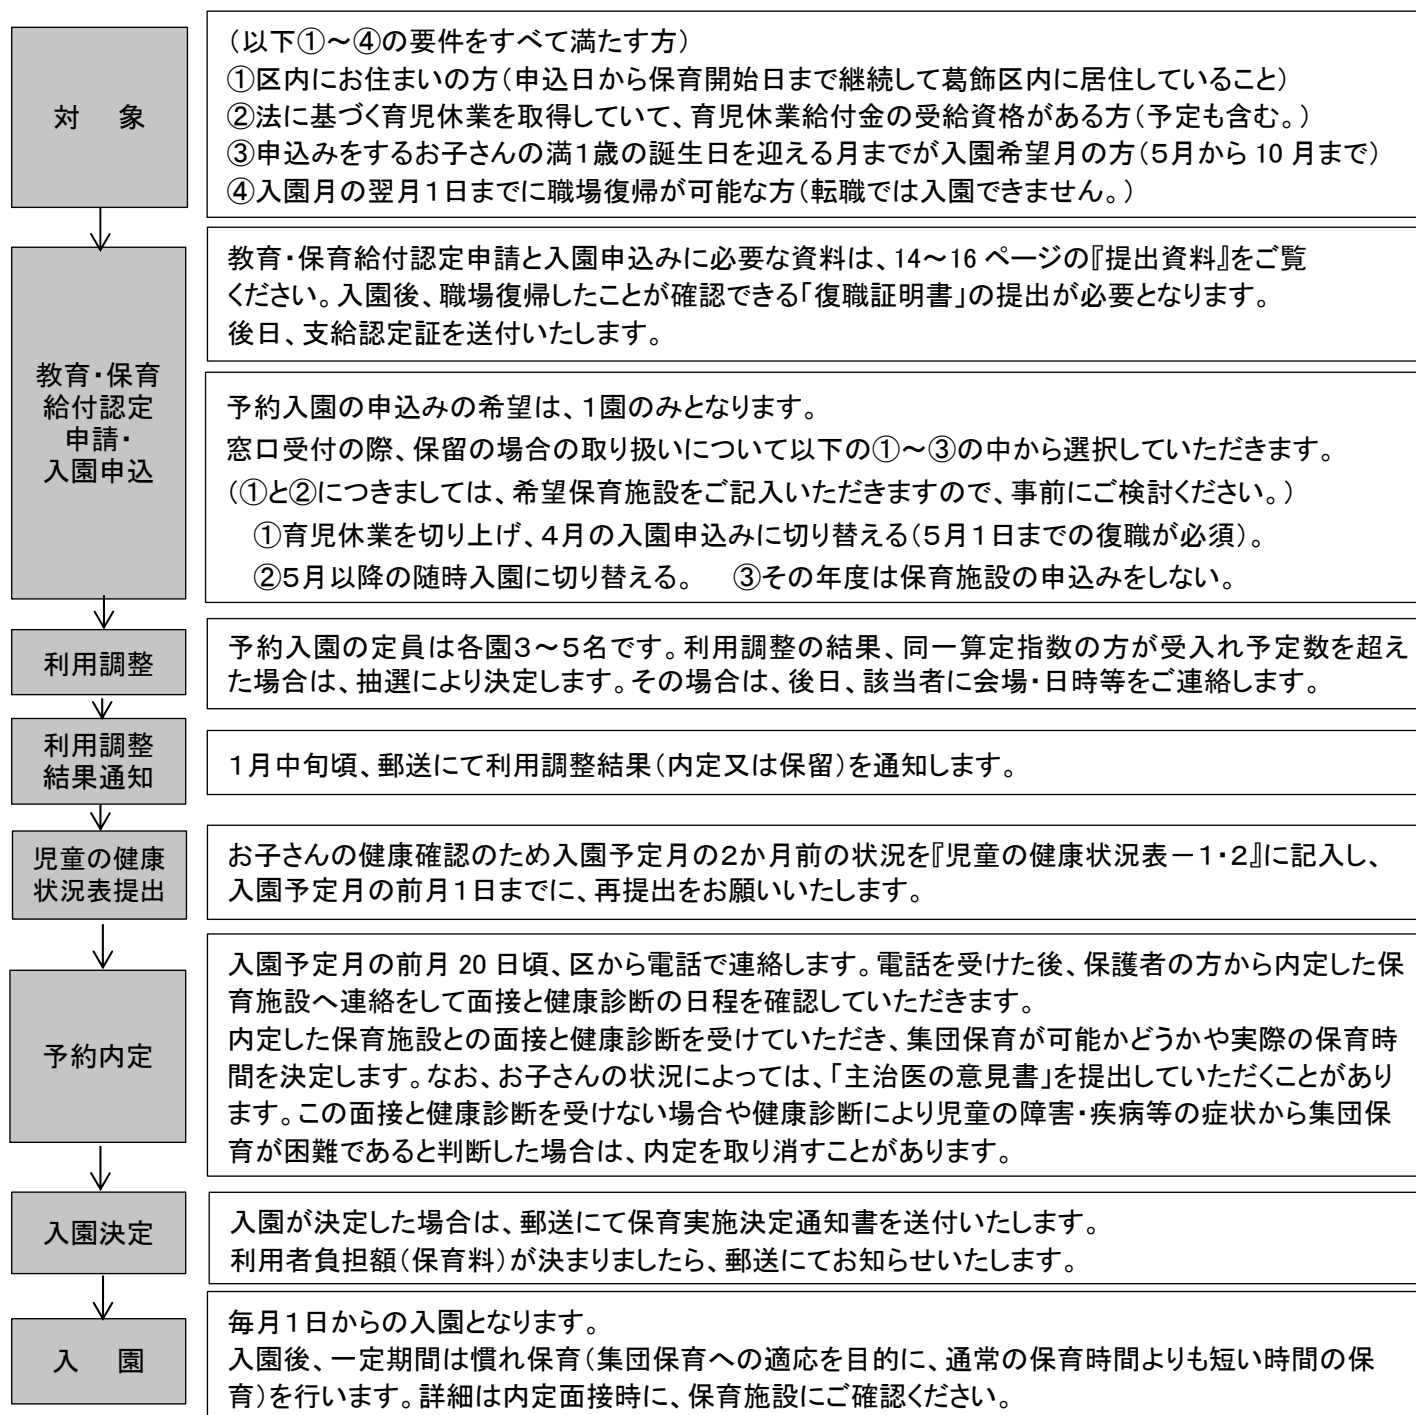 対　象
（以下①～④の要件をすべて満たす方）
①区内にお住まいの方（申込日から保育開始日まで継続して葛飾区内に居住していること）
②法に基づく育児休業を取得していて、育児休業給付金の受給資格がある方（予定も含む。）
③申込みをするお子さんの満１歳の誕生日を迎える月までが入園希望月の方（５月から 10 月まで）
④入園月の翌月１日までに職場復帰が可能な方（転職では入園できません。）
教育・保育
給付認定
申請・
入園申込
教育・保育給付認定申請と入園申込みに必要な資料は、14～16 ページの『提出資料』をご覧
ください。入園後、職場復帰したことが確認できる「復職証明書」の提出が必要となります。
後日、支給認定証を送付いたします。
予約入園の申込みの希望は、１園のみとなります。
窓口受付の際、保留の場合の取り扱いについて以下の①～③の中から選択していただきます。
（①と②につきましては、希望保育施設をご記入いただきますので、事前にご検討ください。）
①育児休業を切り上げ、４月の入園申込みに切り替える（５月１日までの復職が必須）。
②５月以降の随時入園に切り替える。　③その年度は保育施設の申込みをしない。
利用調整
予約入園の定員は各園３～５名です。利用調整の結果、同一算定指数の方が受入れ予定数を超え
た場合は、抽選により決定します。その場合は、後日、該当者に会場・日時等をご連絡します。
利用調整
結果通知
１月中旬頃、郵送にて利用調整結果（内定又は保留）を通知します。
児童の健康
状況表提出
お子さんの健康確認のため入園予定月の２か月前の状況を『児童の健康状況表－１・２』に記入し、
入園予定月の前月１日までに、再提出をお願いいたします。
予約内定
入園予定月の前月 20 日頃、区から電話で連絡します。電話を受けた後、保護者の方から内定した保
育施設へ連絡をして面接と健康診断の日程を確認していただきます。
内定した保育施設との面接と健康診断を受けていただき、集団保育が可能かどうかや実際の保育時
間を決定します。なお、お子さんの状況によっては、「主治医の意見書」を提出していただくことがあり
ます。この面接と健康診断を受けない場合や健康診断により児童の障害・疾病等の症状から集団保
育が困難であると判断した場合は、内定を取り消すことがあります。
入園決定
入園が決定した場合は、郵送にて保育実施決定通知書を送付いたします。
利用者負担額（保育料）が決まりましたら、郵送にてお知らせいたします。
入　園
毎月１日からの入園となります。
入園後、一定期間は慣れ保育（集団保育への適応を目的に、通常の保育時間よりも短い時間の保
育）を行います。詳細は内定面接時に、保育施設にご確認ください。